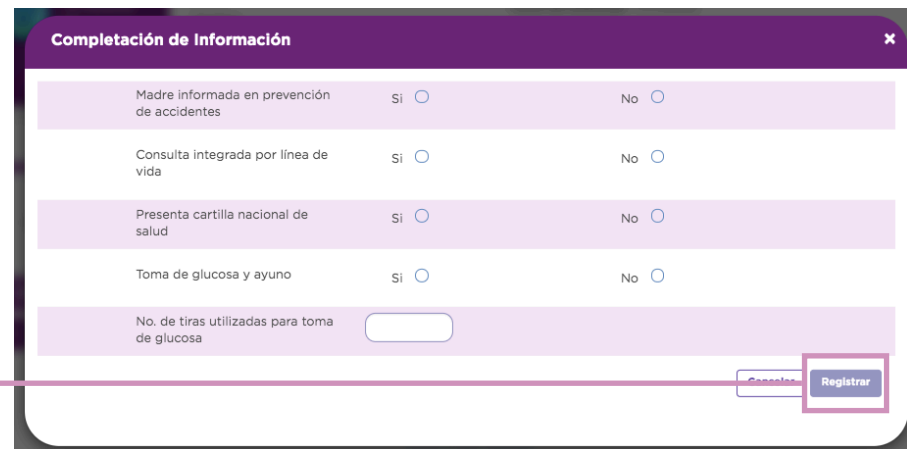 Completación de Información ×
Madre informada en prevención
de accidentes
Si No
Consulta integrada por línea de
vida
Si No
Presenta cartilla nacional de
salud
Si No
Toma de glucosa y ayuno
Si No
No. de tiras utilizadas para toma
de glucosa
Cancelar Registrar